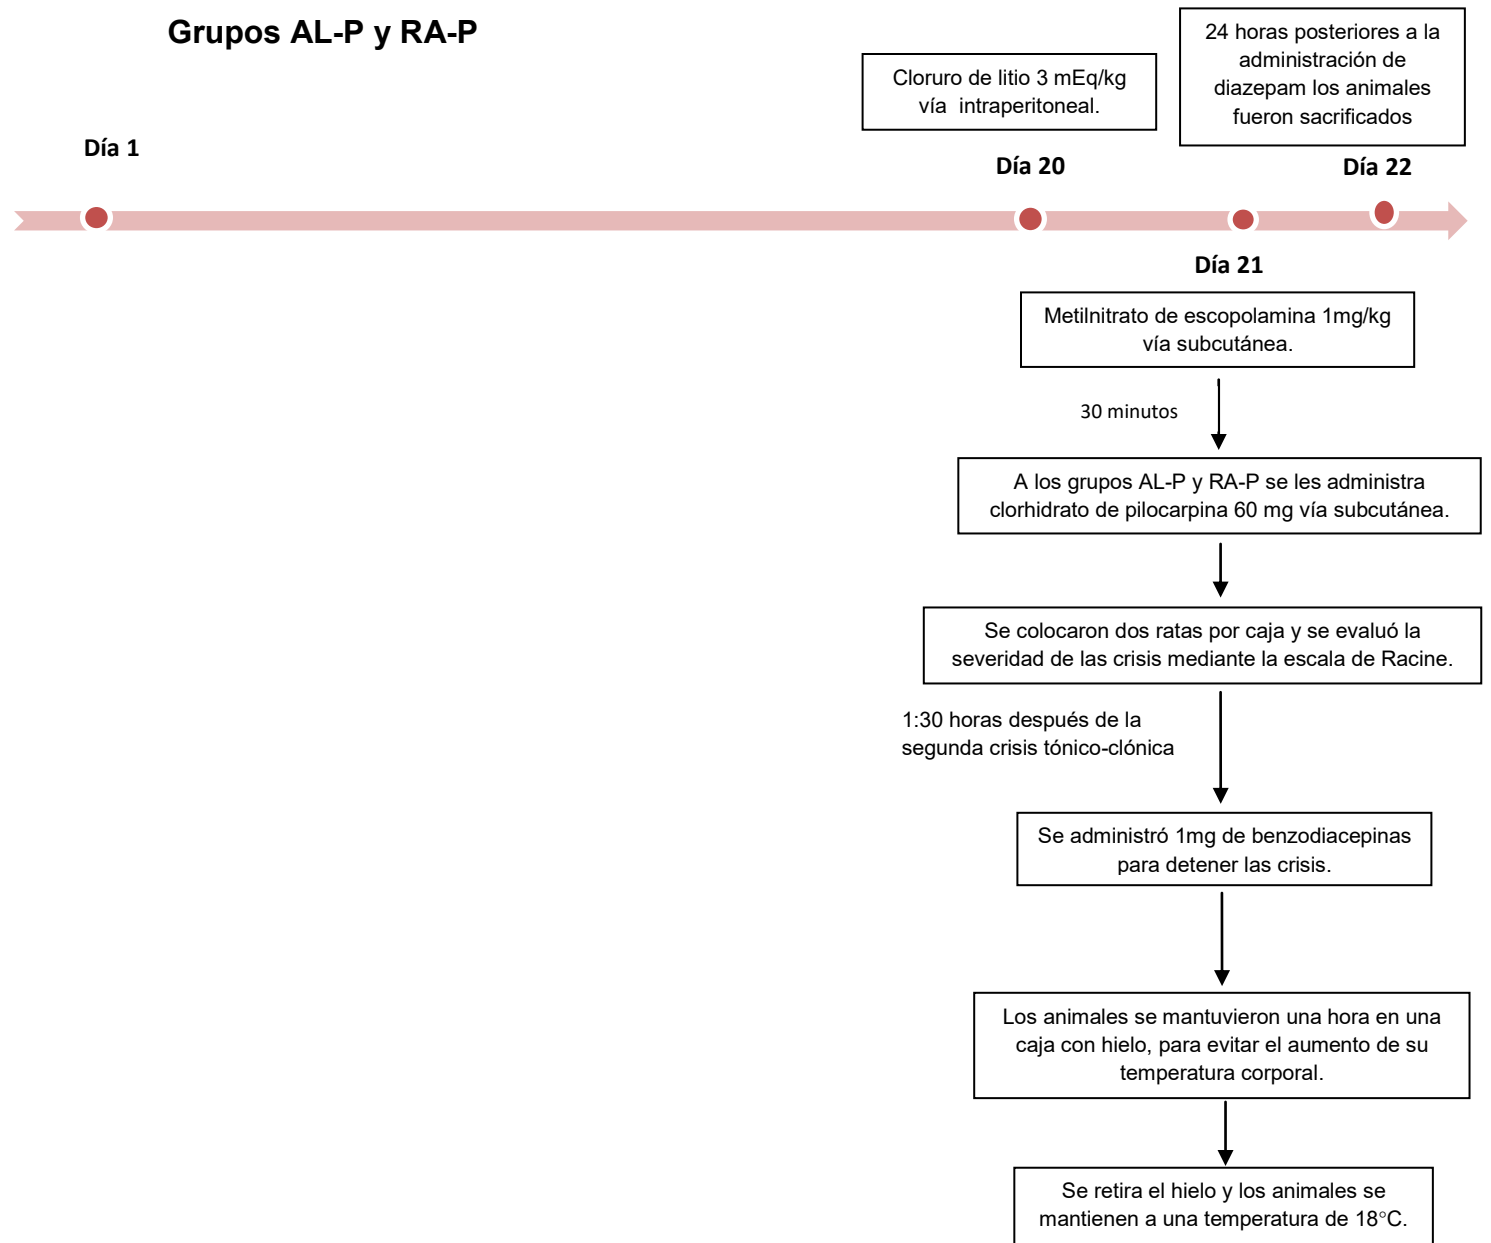 Grupos AL-P y RA-P
Cloruro de litio 3 mEq/kg
vía intraperitoneal.
24 horas posteriores a la
administración de
diazepam los animales
fueron sacrificados
Día 1
Día 20
Día 22
Día 21
Metilnitrato de escopolamina 1mg/kg
vía subcutánea.
30 minutos
A los grupos AL-P y RA-P se les administra
clorhidrato de pilocarpina 60 mg vía subcutánea.
Se colocaron dos ratas por caja y se evaluó la
severidad de las crisis mediante la escala de Racine.
1:30 horas después de la
segunda crisis tónico-clónica
Se administró 1mg de benzodiacepinas
para detener las crisis.
Los animales se mantuvieron una hora en una
caja con hielo, para evitar el aumento de su
temperatura corporal.
Se retira el hielo y los animales se
mantienen a una temperatura de 18°C.